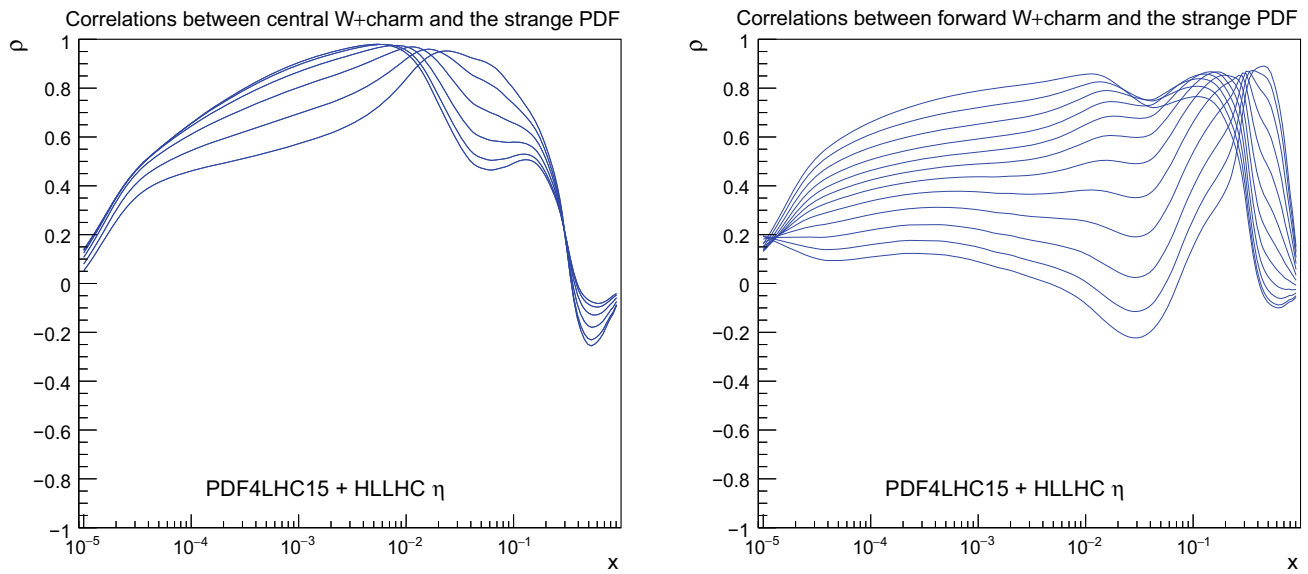 Correlations between central W+charm and the strange PDF
ρ
1
0.8
0.6
0.4
0.2
0
−0.2
−0.4
−0.6
−0.8
−1
PDF4LHC15 + HLLHC η
10⁻⁵ 10⁻⁴ 10⁻³ 10⁻² 10⁻¹
x
Correlations between forward W+charm and the strange PDF
ρ
1
0.8
0.6
0.4
0.2
0
−0.2
−0.4
−0.6
−0.8
−1
PDF4LHC15 + HLLHC η
10⁻⁵ 10⁻⁴ 10⁻³ 10⁻² 10⁻¹
x